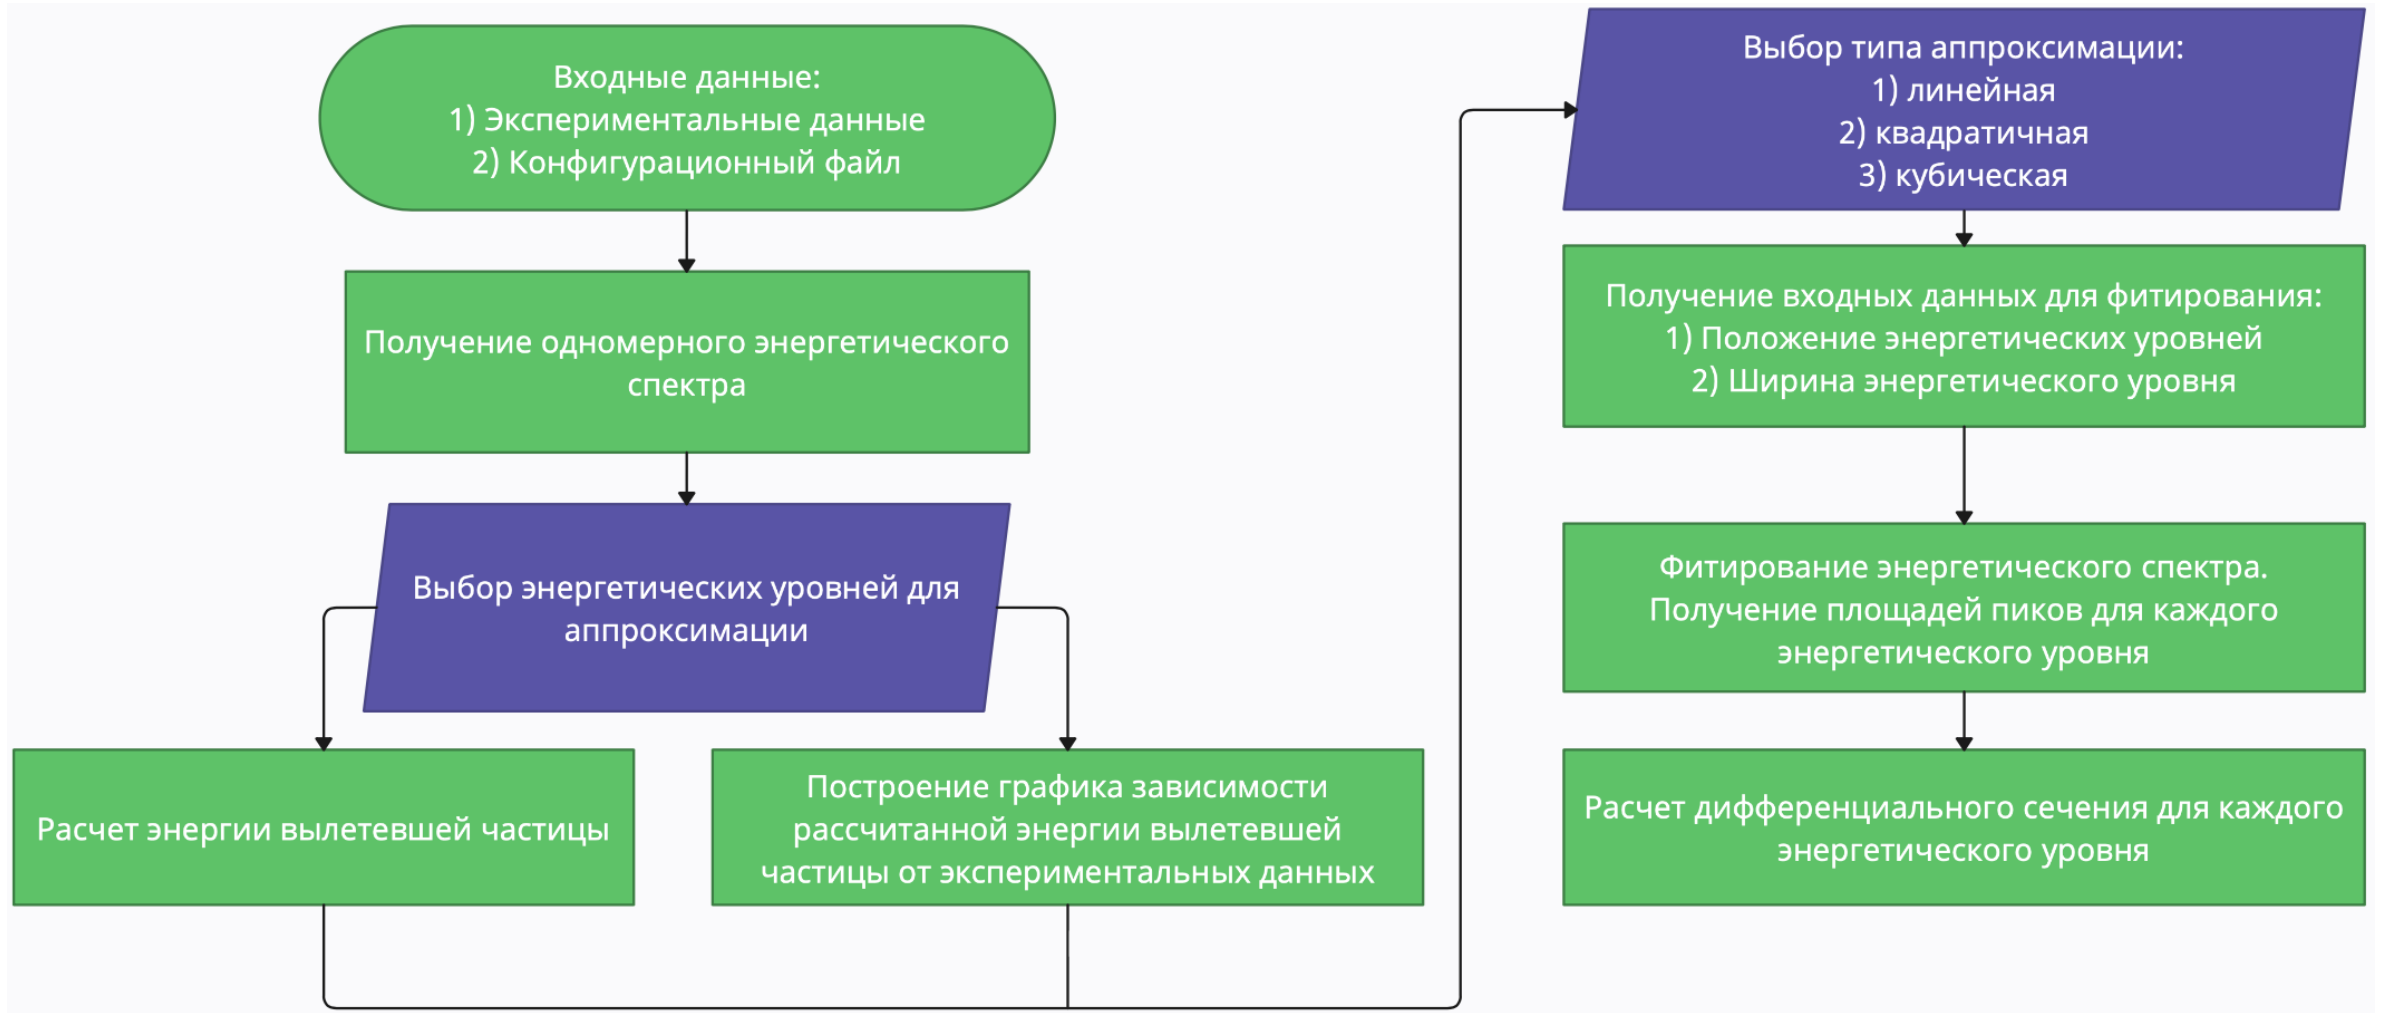 Входные данные:
1) Экспериментальные данные
2) Конфигурационный файл
Получение одномерного энергетического
спектра
Выбор энергетических уровней для
аппроксимации
Расчет энергии вылетевшей частицы
Построение графика зависимости
рассчитанной энергии вылетевшей
частицы от экспериментальных данных
Выбор типа аппроксимации:
1) линейная
2) квадратичная
3) кубическая
Получение входных данных для фитирования:
1) Положение энергетических уровней
2) Ширина энергетического уровня
Фитирование энергетического спектра.
Получение площадей пиков для каждого
энергетического уровня
Расчет дифференциального сечения для каждого
энергетического уровня